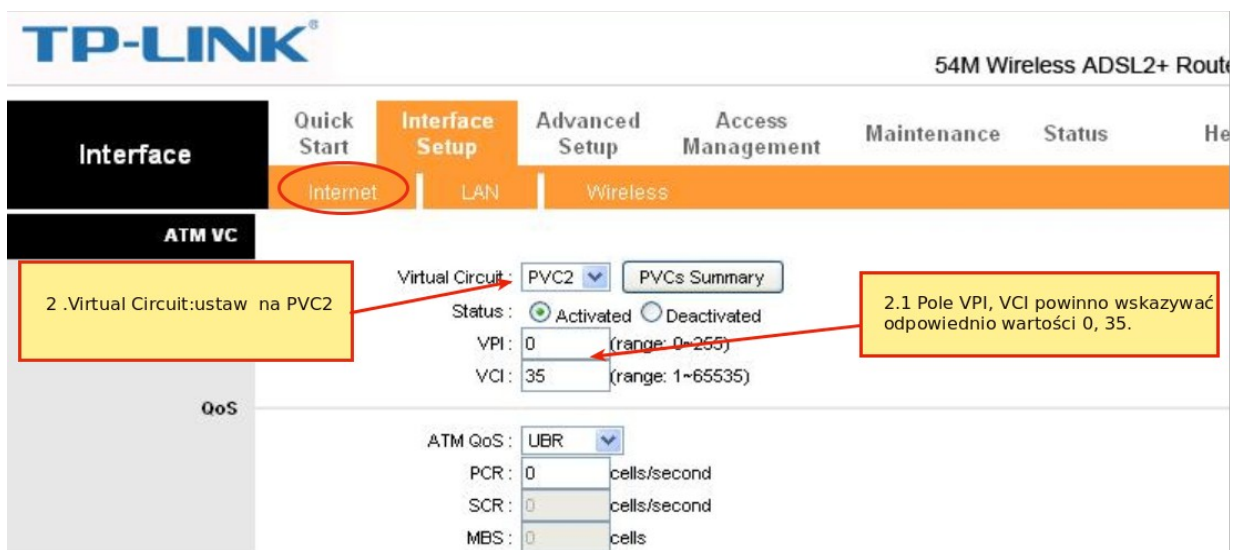 TP-LINK®
54M Wireless ADSL2+ Route
Interface
Quick Start
Interface Setup
Advanced Setup
Access Management
Maintenance
Status
He
Internet
LAN
Wireless
ATM VC
2 .Virtual Circuit:ustaw na PVC2
Virtual Circuit : PVC2 PVCs Summary
Status : Activated Deactivated
VPI : 0 (range: 0~255)
VCI : 35 (range: 1~65535)
2.1 Pole VPI, VCI powinno wskazywać
odpowiednio wartości 0, 35.
QoS
ATM QoS : UBR
PCR : 0 cells/second
SCR : 0 cells/second
MBS : 0 cells